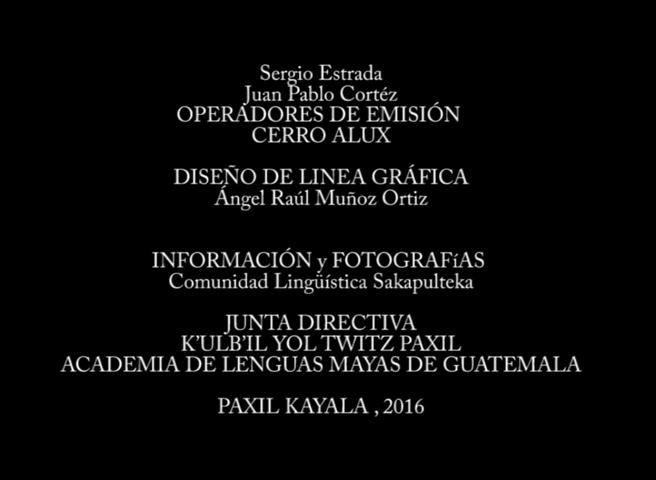 Sergio Estrada
Juan Pablo Cortéz
OPERADORES DE EMISIÓN
CERRO ALUX
DISEÑO DE LINEA GRÁFICA
Ángel Raúl Muñoz Ortiz
INFORMACIÓN y FOTOGRAFíAS
Comunidad Lingüística Sakapulteka
JUNTA DIRECTIVA
K'ULB'IL YOL TWITZ PAXIL
ACADEMIA DE LENGUAS MAYAS DE GUATEMALA
PAXIL KAYALA , 2016